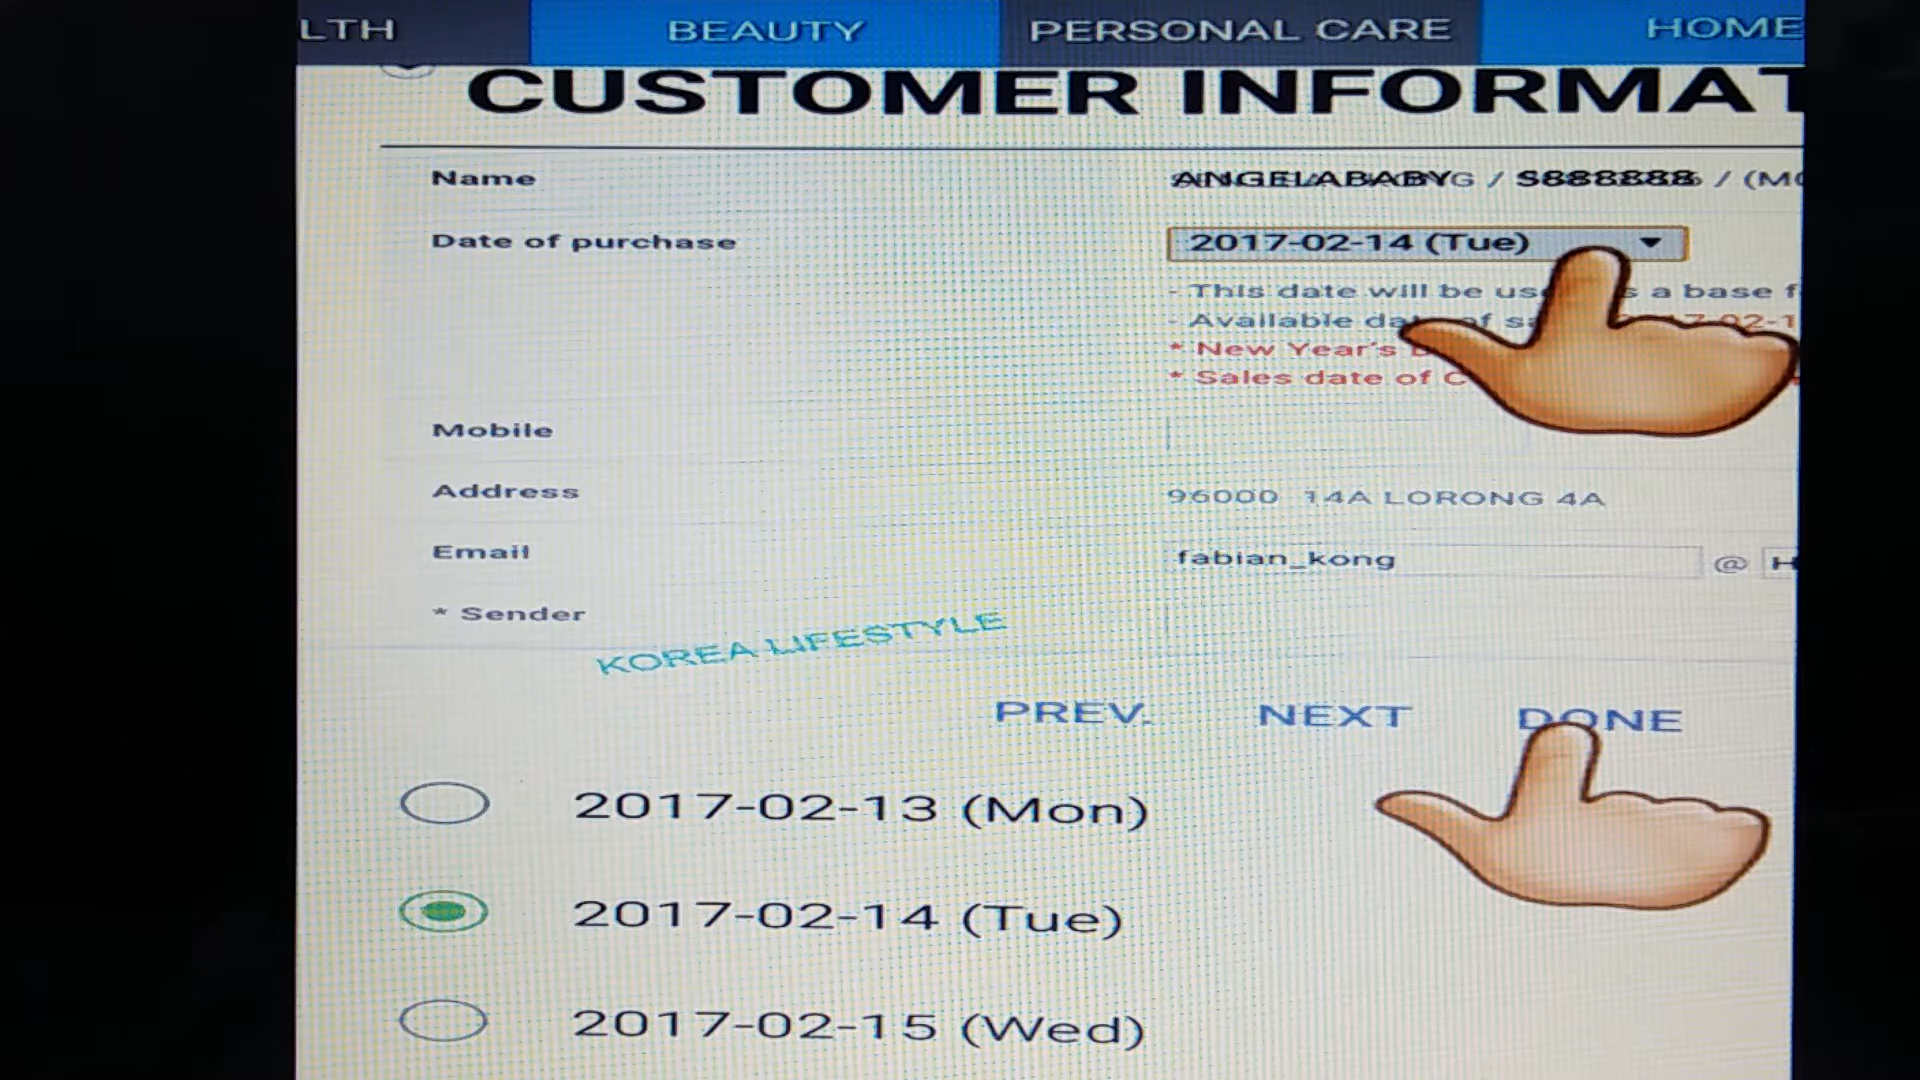 LTH BEAUTY PERSONAL CARE HOME
CUSTOMER INFORMAT
Name ANGELABABY / S888888 / (MO
Date of purchase 2017-02-14 (Tue)
- This date will be a base f
- Available of
* New Year's
* Sales date of C
Mobile
Address 96000 14A LORONG 4A
Email fabian_kong @ H
* Sender
KOREA LIFESTYLE
PREV. NEXT DONE
2017-02-13 (Mon)
2017-02-14 (Tue)
2017-02-15 (Wed)